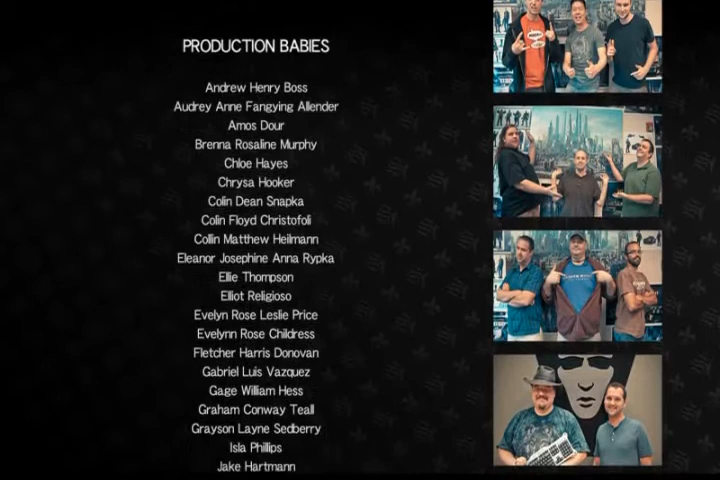 PRODUCTION BABIES
Andrew Henry Boss
Audrey Anne Fangying Allender
Amos Dour
Brenna Rosaline Murphy
Chloe Hayes
Chrysa Hooker
Colin Dean Snapka
Colin Floyd Christofoli
Collin Matthew Heilmann
Eleanor Josephine Anna Rypka
Ellie Thompson
Elliot Religioso
Evelyn Rose Leslie Price
Evelynn Rose Childress
Fletcher Harris Donovan
Gabriel Luis Vazquez
Gage William Hess
Graham Conway Teall
Grayson Layne Sedberry
Isla Phillips
Jake Hartmann